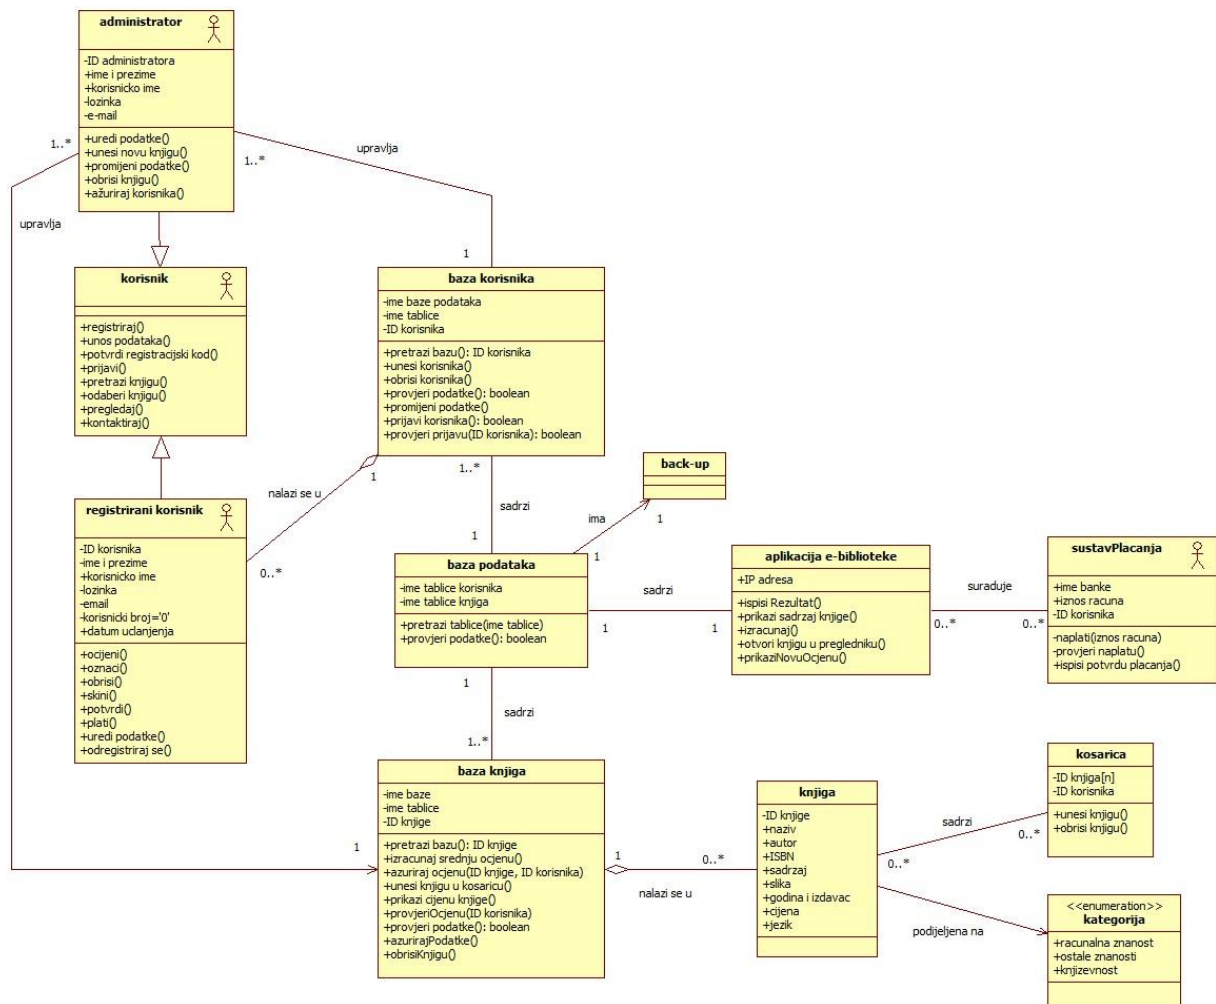 administrator
-ID administratora
+ime i prezime
+korisnicko ime
-lozinka
-e-mail
+uredi podatke()
+unesi novu knjigu()
+promijeni podatke()
+obrisi knjigu()
+ažuriraj korisnika()
1..*
1..*
upravlja
upravlja
1
1
korisnik
+registriraj()
+unos podataka()
+potvrdi registracijski kod()
+prijavi()
+pretrazi knjigu()
+odaberi knjigu()
+pregledaj()
+kontaktiraj()
baza korisnika
-ime baze podataka
-ime tablice
-ID korisnika
+pretrazi bazu(): ID korisnika
+unesi korisnika()
+obrisi korisnika()
+provjeri podatke(): boolean
+promijeni podatke()
+prijavi korisnika(): boolean
+provjeri prijavu(ID korisnika): boolean
1
nalazi se u
0..*
1..*
sadrzi
1
back-up
ima
1
1
registrirani korisnik
-ID korisnika
-ime i prezime
+korisnicko ime
-lozinka
-email
-korisnicki broj='0'
+datum uclanjenja
+ocijeni()
+oznaci()
+obrisi()
+skini()
+potvrdi()
+plati()
+uredi podatke()
+odregistriraj se()
baza podataka
-ime tablice korisnika
-ime tablice knjiga
+pretrazi tablice(ime tablice)
+provjeri podatke(): boolean
sadrzi
1
1
aplikacija e-biblioteke
+IP adresa
+ispisi Rezultat()
+prikazi sadrzaj knjige()
+izracunaj()
+otvori knjigu u pregledniku()
+prikaziNovuOcjenu()
suraduje
0..*
0..*
sustavPlacanja
+ime banke
+iznos racuna
-ID korisnika
-naplati(iznos racuna)
-provjeri naplatu()
+ispisi potvrdu placanja()
1
sadrzi
1..*
baza knjiga
-ime baze
-ime tablice
-ID knjige
+pretrazi bazu(): ID knjige
+izracunaj srednju ocjenu()
+azuriraj ocjenu(ID knjige, ID korisnika)
+unesi knjigu u kosaricu()
+prikazi cijenu knjige()
+provjeriOcjenu(ID korisnika)
+provjeri podatke(): boolean
+azurirajPodatke()
+obrisiKnjigu()
1
0..*
nalazi se u
knjiga
-ID knjige
+naziv
+autor
+ISBN
+sadrzaj
+slika
+godina i izdavac
+cijena
+jezik
sadrzi
0..*
0..*
kosarica
-ID knjiga[n]
-ID korisnika
+unesi knjigu()
+obrisi knjigu()
podijeljena na
<<enumeration>>
kategorija
+racunalna znanost
+ostale znanosti
+knjizevnost